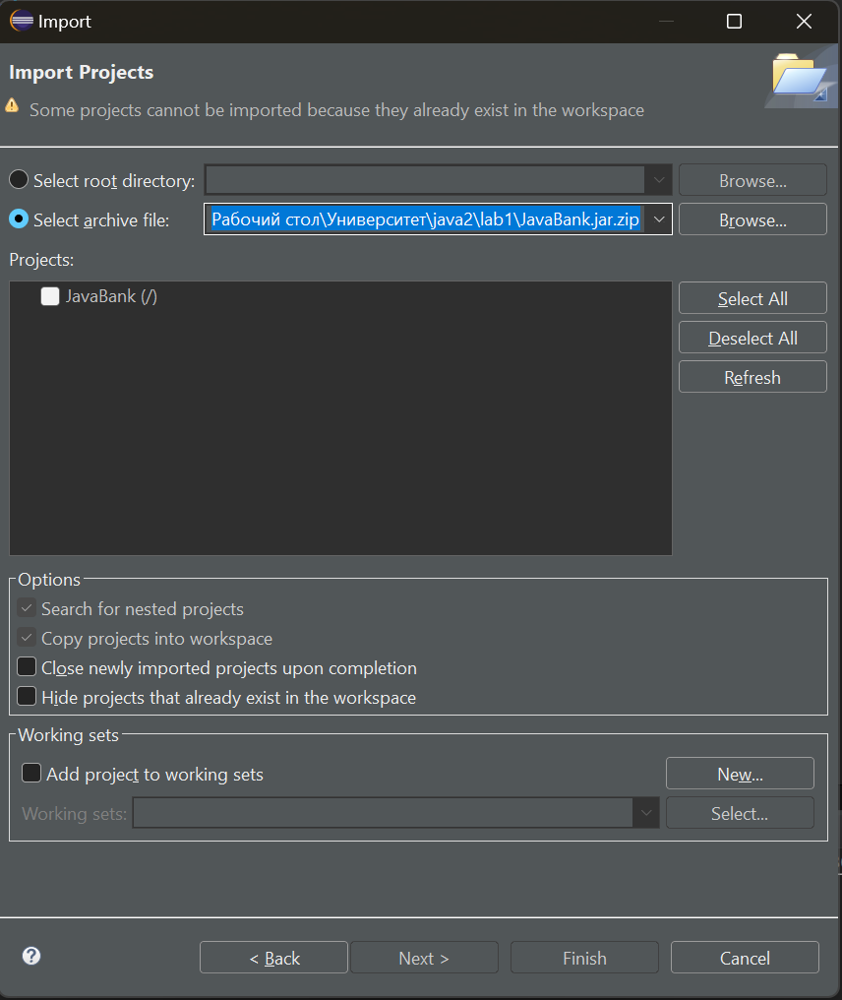 Import
Import Projects
Some projects cannot be imported because they already exist in the workspace
Select root directory:
Browse...
Select archive file:
Рабочий стол\Университет\java2\lab1\JavaBank.jar.zip
Browse...
Projects:
JavaBank (/)
Select All
Deselect All
Refresh
Options
Search for nested projects
Copy projects into workspace
Close newly imported projects upon completion
Hide projects that already exist in the workspace
Working sets
Add project to working sets
New...
Working sets:
Select...
?
< Back
Next >
Finish
Cancel